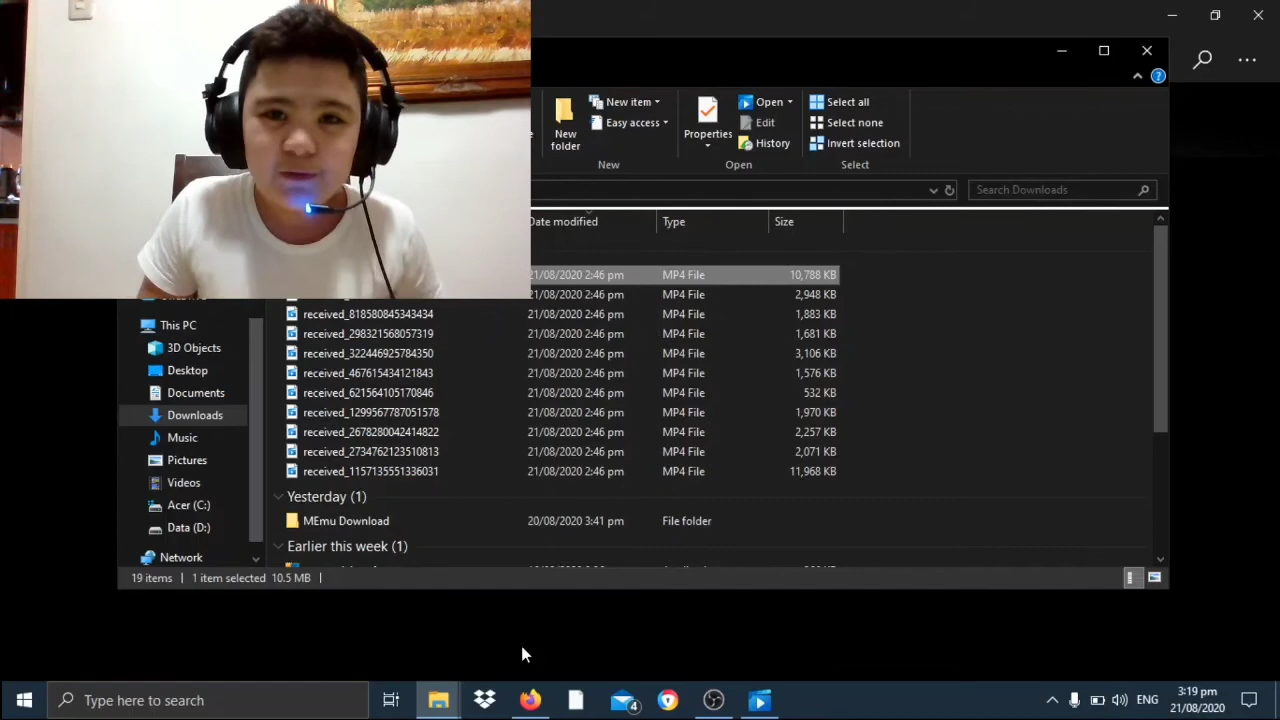 New item
Easy access
New
folder
New
Properties
Open
Edit
History
Open
Select all
Select none
Invert selection
Select
Search Downloads
Date modified
Type
Size
21/08/2020 2:46 pm MP4 File 10,788 KB
21/08/2020 2:46 pm MP4 File 2,948 KB
received_818580845343434 21/08/2020 2:46 pm MP4 File 1,883 KB
received_298321568057319 21/08/2020 2:46 pm MP4 File 1,681 KB
received_322446925784350 21/08/2020 2:46 pm MP4 File 3,106 KB
received_467615434121843 21/08/2020 2:46 pm MP4 File 1,576 KB
received_621564105170846 21/08/2020 2:46 pm MP4 File 532 KB
received_1299567787051578 21/08/2020 2:46 pm MP4 File 1,970 KB
received_2678280042414822 21/08/2020 2:46 pm MP4 File 2,257 KB
received_2734762123510813 21/08/2020 2:46 pm MP4 File 2,071 KB
received_1157135551336031 21/08/2020 2:46 pm MP4 File 11,968 KB
Yesterday (1)
MEmu Download 20/08/2020 3:41 pm File folder
Earlier this week (1)
This PC
3D Objects
Desktop
Documents
Downloads
Music
Pictures
Videos
Acer (C:)
Data (D:)
Network
19 items 1 item selected 10.5 MB
Type here to search
4
ENG
3:19 pm
21/08/2020